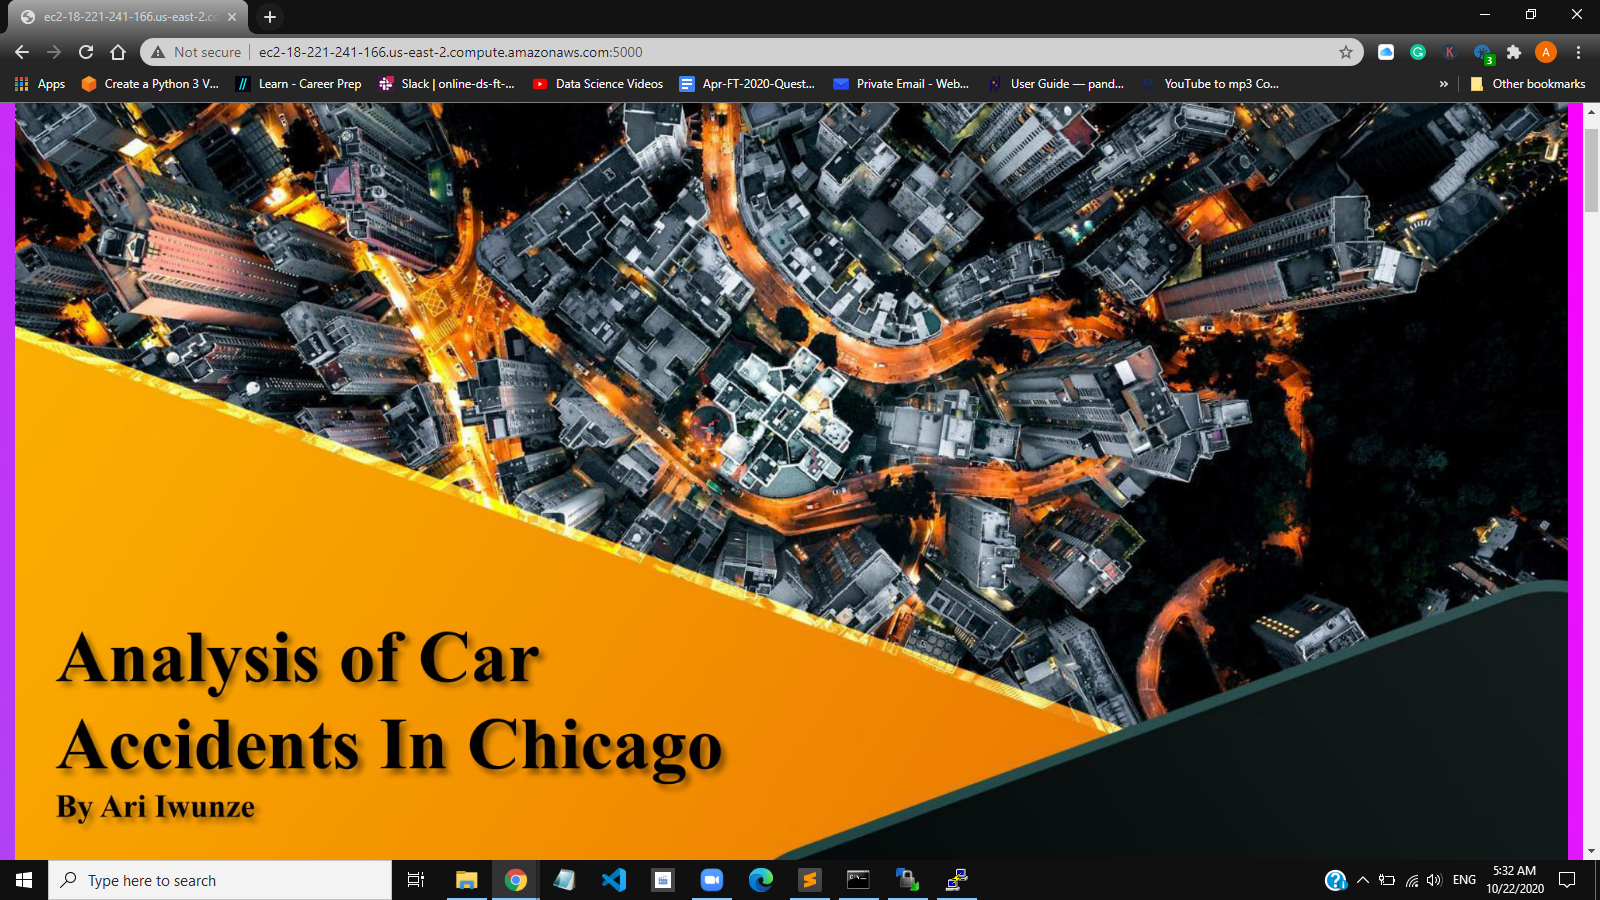 ec2-18-221-241-166.us-east-2.co
Not secure
ec2-18-221-241-166.us-east-2.compute.amazonaws.com:5000
K
3
A
Apps
Create a Python 3 V...
Learn - Career Prep
Slack | online-ds-ft-...
Data Science Videos
Apr-FT-2020-Quest...
Private Email - Web...
User Guide — pand...
YouTube to mp3 Co...
»
Other bookmarks
Analysis of Car
Accidents In Chicago
By Ari Iwunze
Type here to search
ENG
5:32 AM
10/22/2020